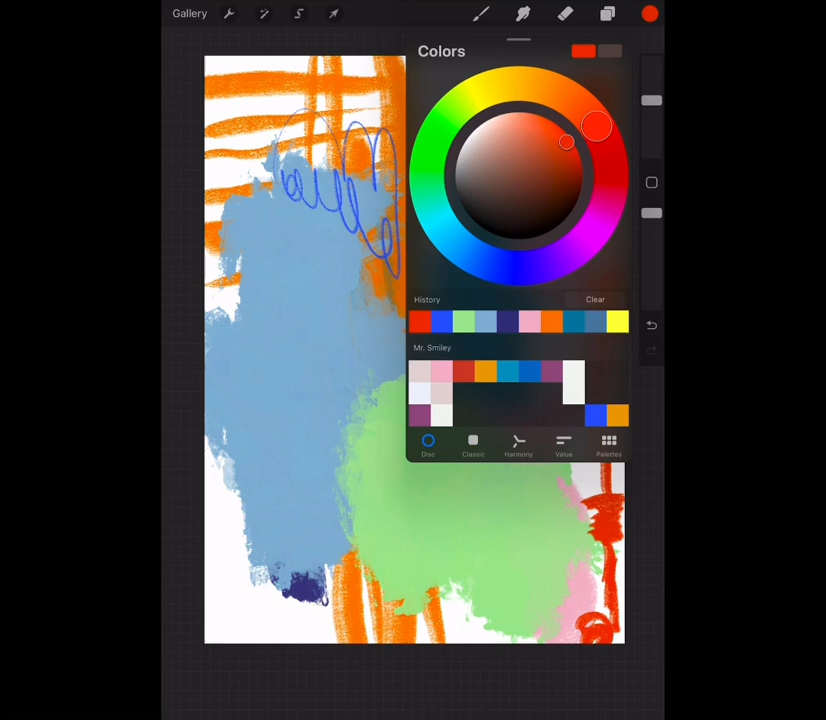 Gallery
Colors
History
Clear
Mr. Smiley
Disc
Classic
Harmony
Value
Palettes